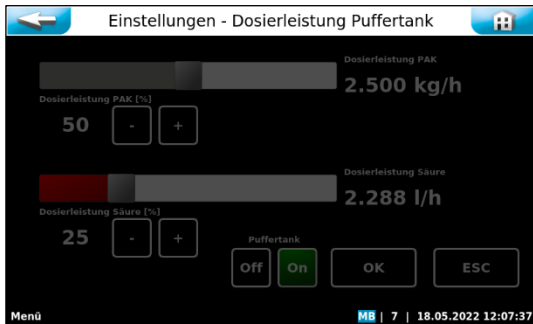 Einstellungen - Dosierleistung Puffertank
Dosierleistung PAK
2.500 kg/h
Dosierleistung PAK [%]
50 - +
Dosierleistung Säure
2.288 l/h
Dosierleistung Säure [%]
25 - +
Puffertank
Off On OK ESC
Menü MB | 7 | 18.05.2022 12:07:37